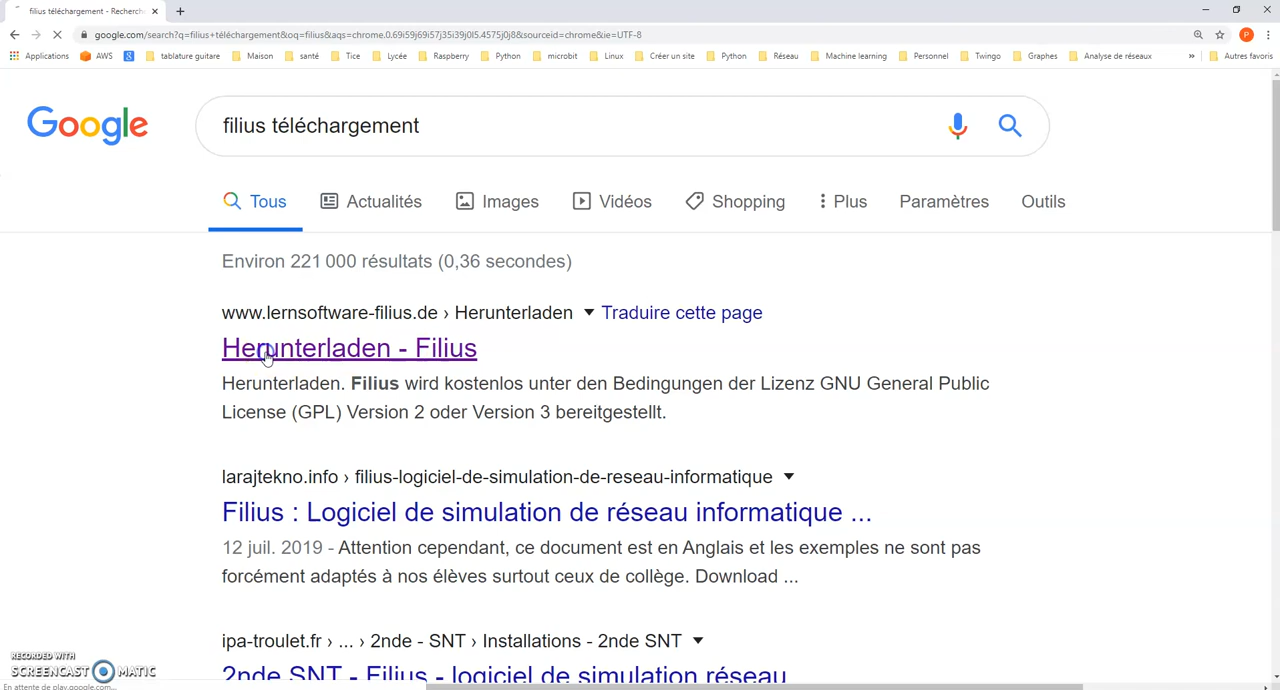 filius téléchargement - Recherch
google.com/search?q=filius+téléchargement&oq=filius&aqs=chrome.0.69i59j69i57j35i39j0l5.4575j0j8&sourceid=chrome&ie=UTF-8
P
Applications AWS tablature guitare Maison santé Tice Lycée Raspberry Python microbit Linux Créer un site Python Réseau Machine learning Personnel Twingo Graphes Analyse de réseaux » Autres favoris
Google
filius téléchargement
Tous Actualités Images Vidéos Shopping Plus Paramètres Outils
Environ 221 000 résultats (0,36 secondes)
www.lernsoftware-filius.de › Herunterladen Traduire cette page
Herunterladen - Filius
Herunterladen. Filius wird kostenlos unter den Bedingungen der Lizenz GNU General Public
License (GPL) Version 2 oder Version 3 bereitgestellt.
larajtekno.info › filius-logiciel-de-simulation-de-reseau-informatique
Filius : Logiciel de simulation de réseau informatique ...
12 juil. 2019 - Attention cependant, ce document est en Anglais et les exemples ne sont pas
forcément adaptés à nos élèves surtout ceux de collège. Download ...
ipa-troulet.fr › ... › 2nde - SNT › Installations - 2nde SNT
2nde SNT - Filius - logiciel de simulation réseau
RECORDED WITH
SCREENCAST MATIC
En attente de play.google.com...